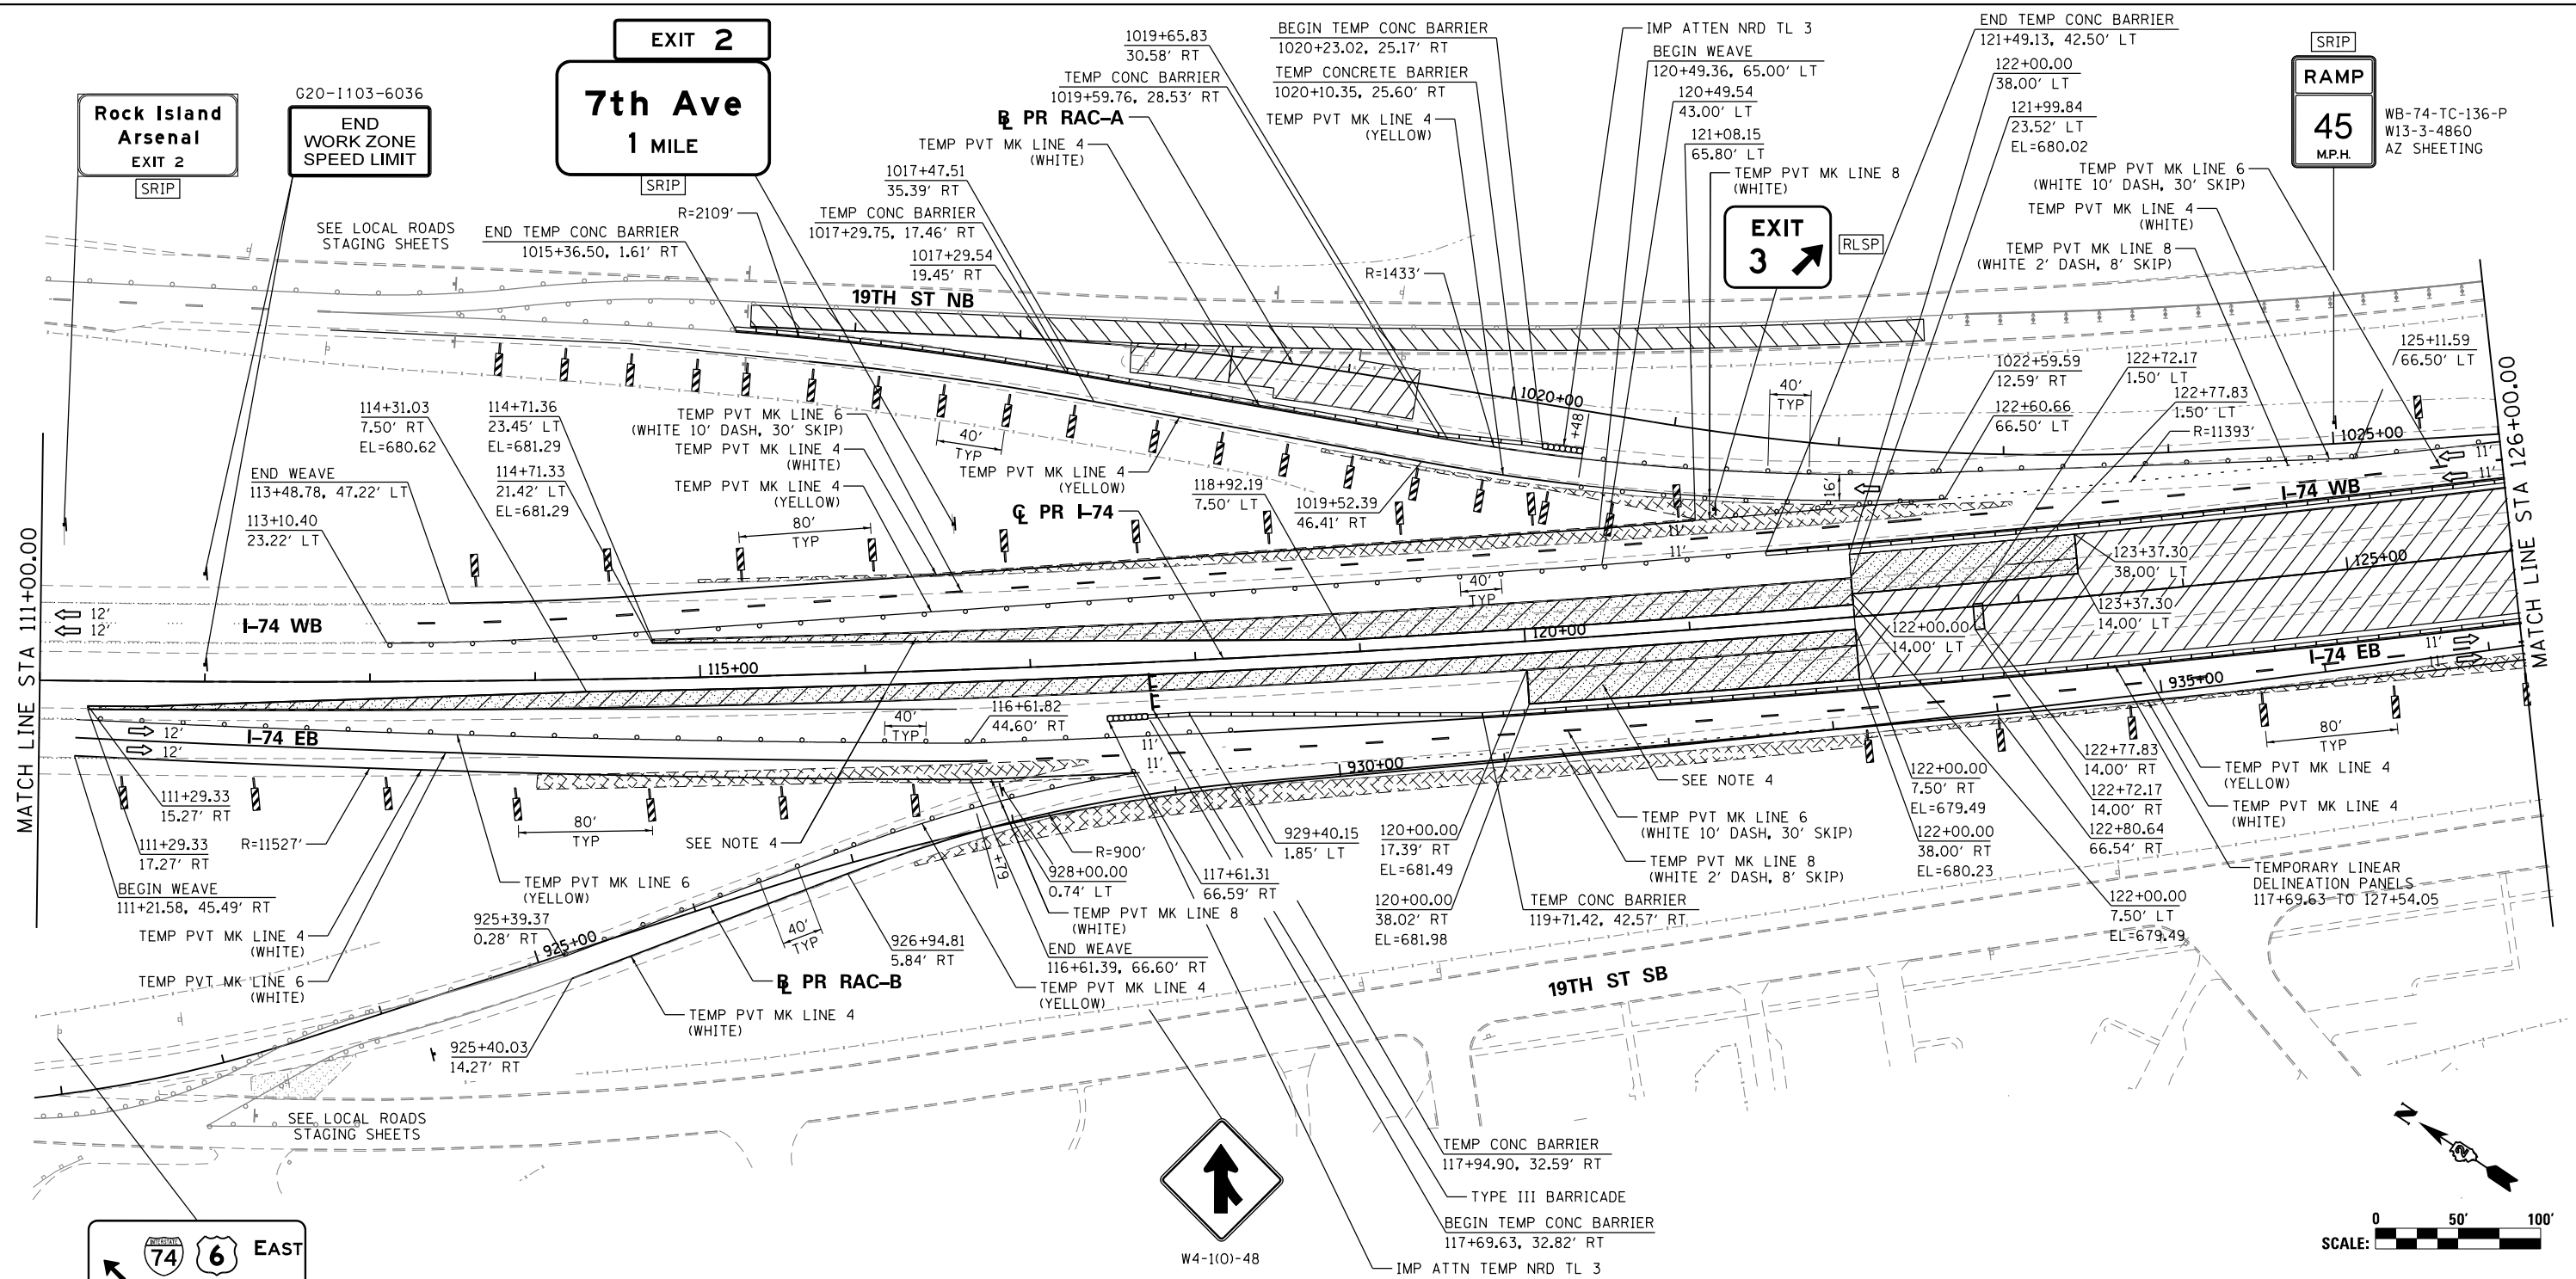 EXIT 2
7th Ave
1 MILE
SRIP
Rock Island
Arsenal
EXIT 2
SRIP
G20-I103-6036
END
WORK ZONE
SPEED LIMIT
SEE LOCAL ROADS
STAGING SHEETS
END TEMP CONC BARRIER
1015+36.50, 1.61' RT
R=2109'
1019+65.83
30.58' RT
TEMP CONC BARRIER
1019+59.76, 28.53' RT
PR RAC-A
TEMP PVT MK LINE 4
(WHITE)
1017+47.51
35.39' RT
TEMP CONC BARRIER
1017+29.75, 17.46' RT
1017+29.54
19.45' RT
19TH ST NB
BEGIN TEMP CONC BARRIER
1020+23.02, 25.17' RT
TEMP CONCRETE BARRIER
1020+10.35, 25.60' RT
TEMP PVT MK LINE 4
(YELLOW)
R=1433'
IMP ATTEN NRD TL 3
BEGIN WEAVE
120+49.36, 65.00' LT
120+49.54
43.00' LT
121+08.15
65.80' LT
TEMP PVT MK LINE 8
(WHITE)
EXIT
3
RLSP
END TEMP CONC BARRIER
121+49.13, 42.50' LT
122+00.00
38.00' LT
121+99.84
23.52' LT
EL=680.02
SRIP
RAMP
45
M.P.H.
WB-74-TC-136-P
W13-3-4860
AZ SHEETING
TEMP PVT MK LINE 6
(WHITE 10' DASH, 30' SKIP)
TEMP PVT MK LINE 4
(WHITE)
TEMP PVT MK LINE 8
(WHITE 2' DASH, 8' SKIP)
125+11.59
66.50' LT
1022+59.59
12.59' RT
122+60.66
66.50' LT
122+72.17
1.50' LT
122+77.83
1.50' LT
R=11393'
40'
TYP
1020+00
+48
1025+00
11'
11'
16'
I-74 WB
MATCH LINE STA 126+00.00
114+31.03
7.50' RT
EL=680.62
114+71.36
23.45' LT
EL=681.29
114+71.33
21.42' LT
EL=681.29
END WEAVE
113+48.78, 47.22' LT
113+10.40
23.22' LT
TEMP PVT MK LINE 6
(WHITE 10' DASH, 30' SKIP)
TEMP PVT MK LINE 4
(WHITE)
TEMP PVT MK LINE 4
(YELLOW)
80'
TYP
40'
TYP
TEMP PVT MK LINE 4
(YELLOW)
PR I-74
118+92.19
7.50' LT
1019+52.39
46.41' RT
11'
11'
40'
TYP
123+37.30
38.00' LT
125+00
123+37.30
14.00' LT
122+00.00
14.00' LT
120+00
MATCH LINE STA 111+00.00
12'
12'
I-74 WB
115+00
I-74 EB
11'
11'
935+00
12'
12'
I-74 EB
40'
TYP
116+61.82
44.60' RT
11'
11'
930+00
SEE NOTE 4
111+29.33
15.27' RT
111+29.33
17.27' RT
R=11527'
BEGIN WEAVE
111+21.58, 45.49' RT
TEMP PVT MK LINE 4
(WHITE)
TEMP PVT MK LINE 6
(WHITE)
80'
TYP
SEE NOTE 4
TEMP PVT MK LINE 6
(YELLOW)
925+39.37
0.28' RT
925+00
40'
TYP
926+94.81
5.84' RT
PR RAC-B
TEMP PVT MK LINE 4
(WHITE)
925+40.03
14.27' RT
+79
R=900'
928+00.00
0.74' LT
TEMP PVT MK LINE 8
(WHITE)
END WEAVE
116+61.39, 66.60' RT
TEMP PVT MK LINE 4
(YELLOW)
117+61.31
66.59' RT
929+40.15
1.85' LT
120+00.00
17.39' RT
EL=681.49
120+00.00
38.02' RT
EL=681.98
TEMP CONC BARRIER
119+71.42, 42.57' RT
TEMP PVT MK LINE 6
(WHITE 10' DASH, 30' SKIP)
TEMP PVT MK LINE 8
(WHITE 2' DASH, 8' SKIP)
122+00.00
7.50' RT
EL=679.49
122+00.00
38.00' RT
EL=680.23
122+00.00
7.50' LT
EL=679.49
122+77.83
14.00' RT
122+72.17
14.00' RT
122+80.64
66.54' RT
80'
TYP
TEMP PVT MK LINE 4
(YELLOW)
TEMP PVT MK LINE 4
(WHITE)
TEMPORARY LINEAR
DELINEATION PANELS
117+69.63 TO 127+54.05
19TH ST SB
SEE LOCAL ROADS
STAGING SHEETS
INTERSTATE
74
6
EAST
W4-1(O)-48
TEMP CONC BARRIER
117+94.90, 32.59' RT
TYPE III BARRICADE
BEGIN TEMP CONC BARRIER
117+69.63, 32.82' RT
IMP ATTN TEMP NRD TL 3
N
SCALE:
0 50' 100'